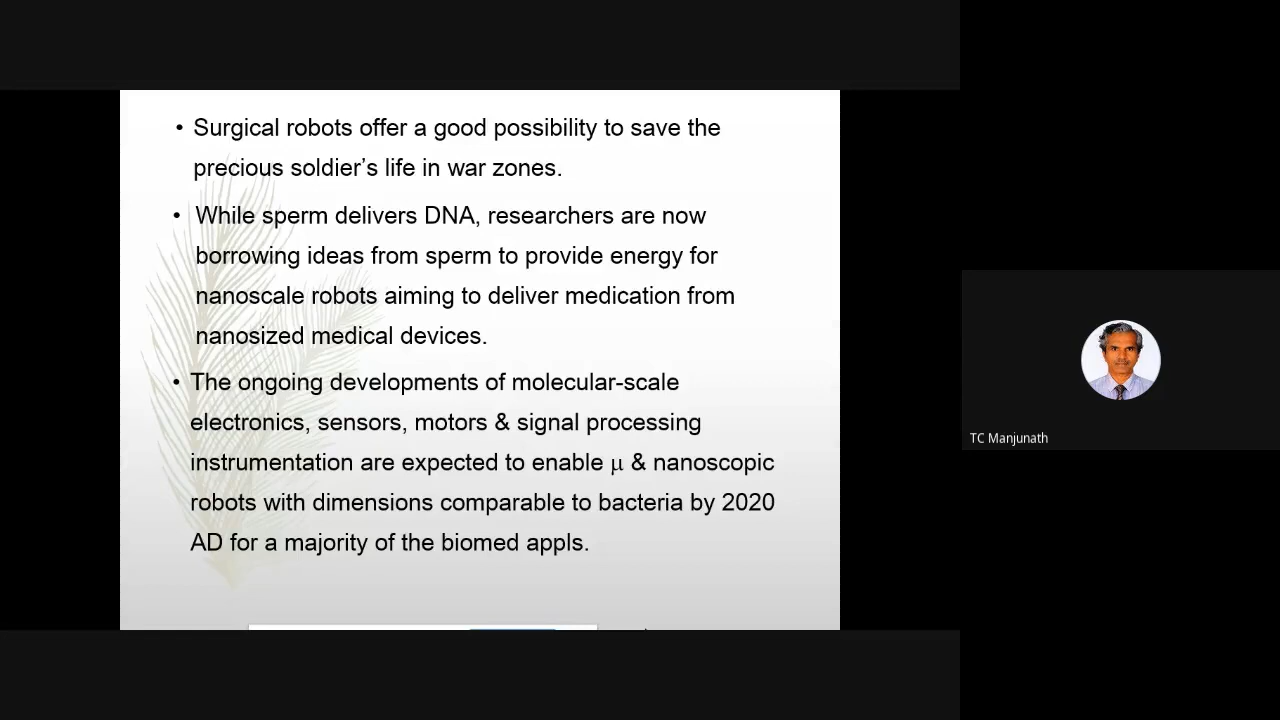 • Surgical robots offer a good possibility to save the
precious soldier’s life in war zones.
• While sperm delivers DNA, researchers are now
borrowing ideas from sperm to provide energy for
nanoscale robots aiming to deliver medication from
nanosized medical devices.
• The ongoing developments of molecular-scale
electronics, sensors, motors & signal processing
instrumentation are expected to enable μ & nanoscopic
robots with dimensions comparable to bacteria by 2020
AD for a majority of the biomed appls.
TC Manjunath